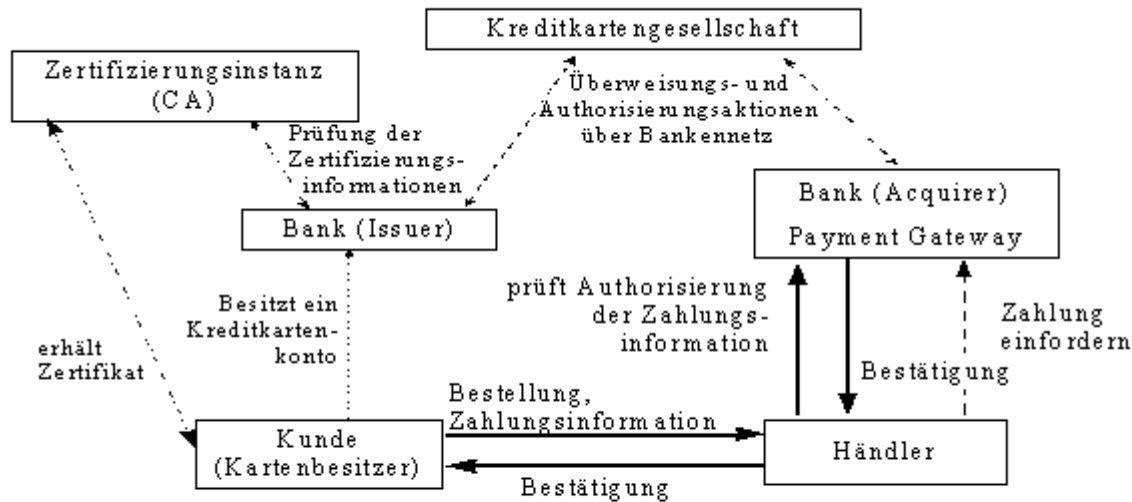 Kreditkartengesellschaft
Zertifizierungsinstanz
(CA)
Überweisungs- und
Authorisierungsaktionen
über Bankennetz
Prüfung der
Zertifizierungs-
informationen
Bank (Acquirer)
Payment Gateway
Bank (Issuer)
Besitzt ein
Kreditkarten-
konto
prüft Authorisierung
der Zahlungs-
information
Zahlung
einfordern
erhält
Zertifikat
Bestätigung
Bestellung,
Zahlungsinformation
Kunde
(Kartenbesitzer)
Händler
Bestätigung